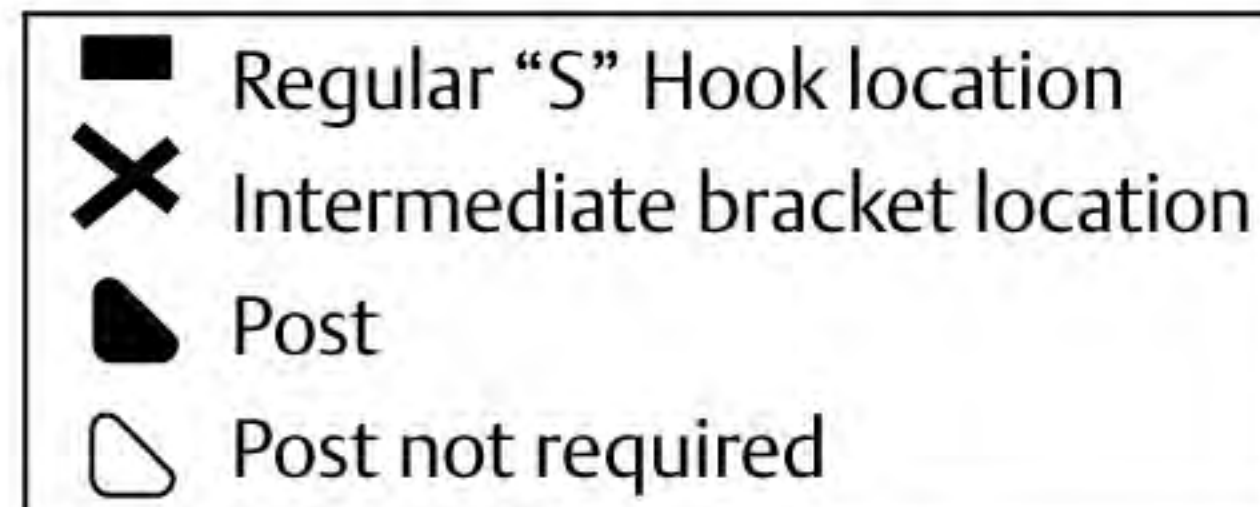 Regular “S” Hook location
Intermediate bracket location
Post
Post not required